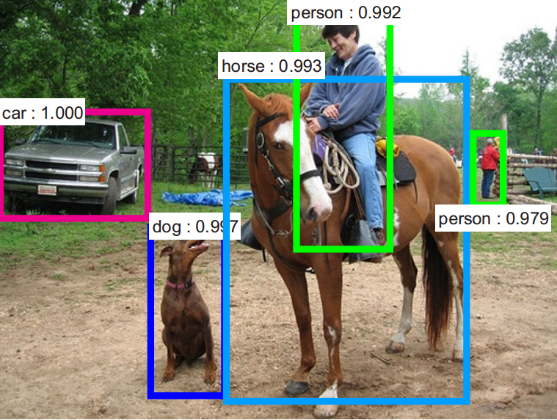 person : 0.992
horse : 0.993
car : 1.000
person : 0.979
dog : 0.997